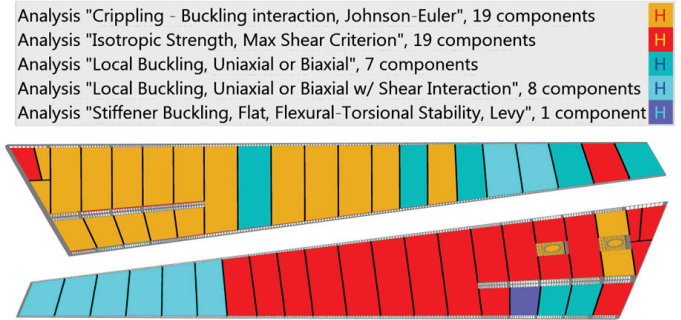 Analysis "Crippling - Buckling interaction, Johnson-Euler", 19 components H
Analysis "Isotropic Strength, Max Shear Criterion", 19 components H
Analysis "Local Buckling, Uniaxial or Biaxial", 7 components H
Analysis "Local Buckling, Uniaxial or Biaxial w/ Shear Interaction", 8 components H
Analysis "Stiffener Buckling, Flat, Flexural-Torsional Stability, Levy", 1 component H